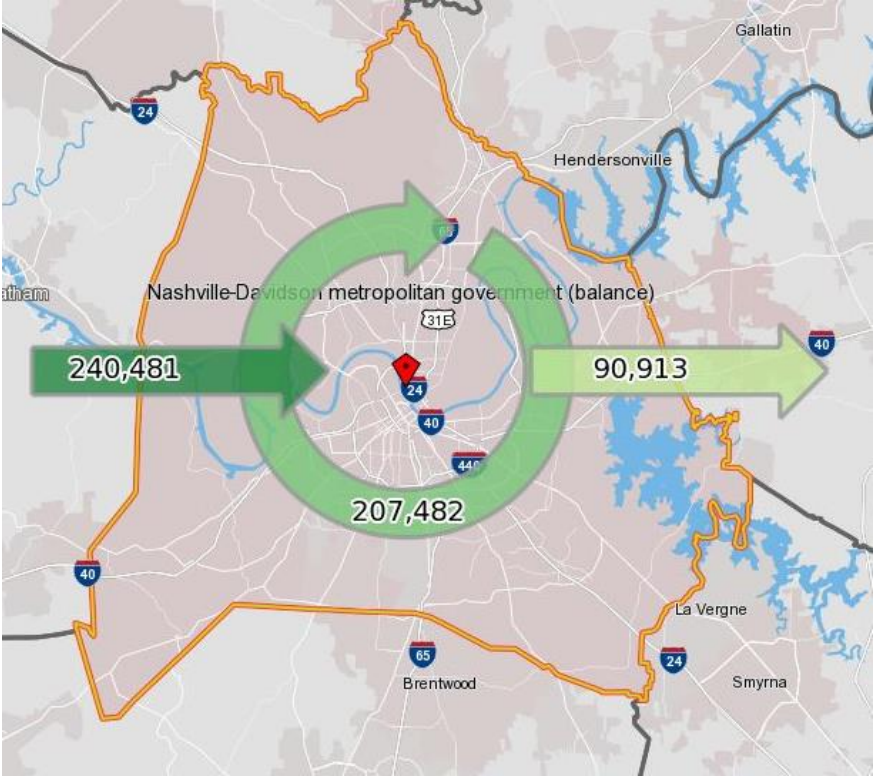 Gallatin
24
Hendersonville
65
atham
Nashville-Davidson metropolitan government (balance)
31E
40
240,481
90,913
24
40
440
207,482
40
La Vergne
65
24
Brentwood
Smyrna